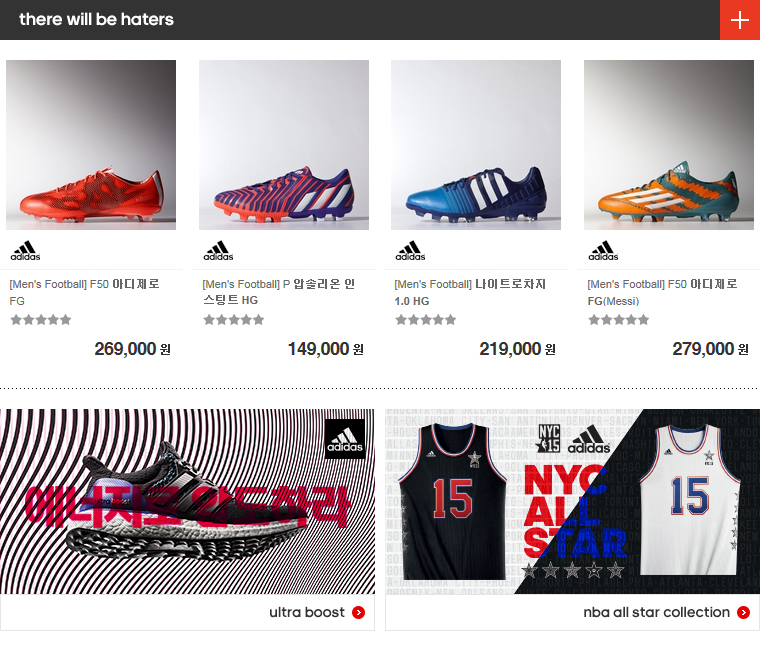 there will be haters
adidas
adidas
adidas
adidas
[Men's Football] F50 아디제로
FG
[Men's Football] P 압솔리온 인
스팅트 HG
[Men's Football] 나이트로차지
1.0 HG
[Men's Football] F50 아디제로
FG(Messi)
269,000 원
149,000 원
219,000 원
279,000 원
adidas
에너지로 반드하라
ultra boost
NYC
15
adidas
NYC
ALL
STAR
15
15
nba all star collection